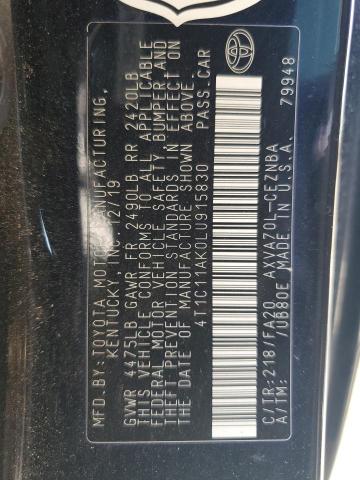 MFD.BY:TOYOTA MOTOR MANUFACTURING,
KENTUCKY, INC. 12/19
GVWR 4475LB GAWR FR 2490LB RR 2420LB
THIS VEHICLE CONFORMS TO ALL APPLICABLE
FEDERAL MOTOR VEHICLE SAFETY, BUMPER, AND
THEFT PREVENTION STANDARDS IN EFFECT ON
THE DATE OF MANUFACTURE SHOWN ABOVE.
4T1C11AK0LU915830 PASS.CAR
C/TR:218/FA20 AXVA70L-CEZNBA
A/TM: /UB80E MADE IN U.S.A.
79948